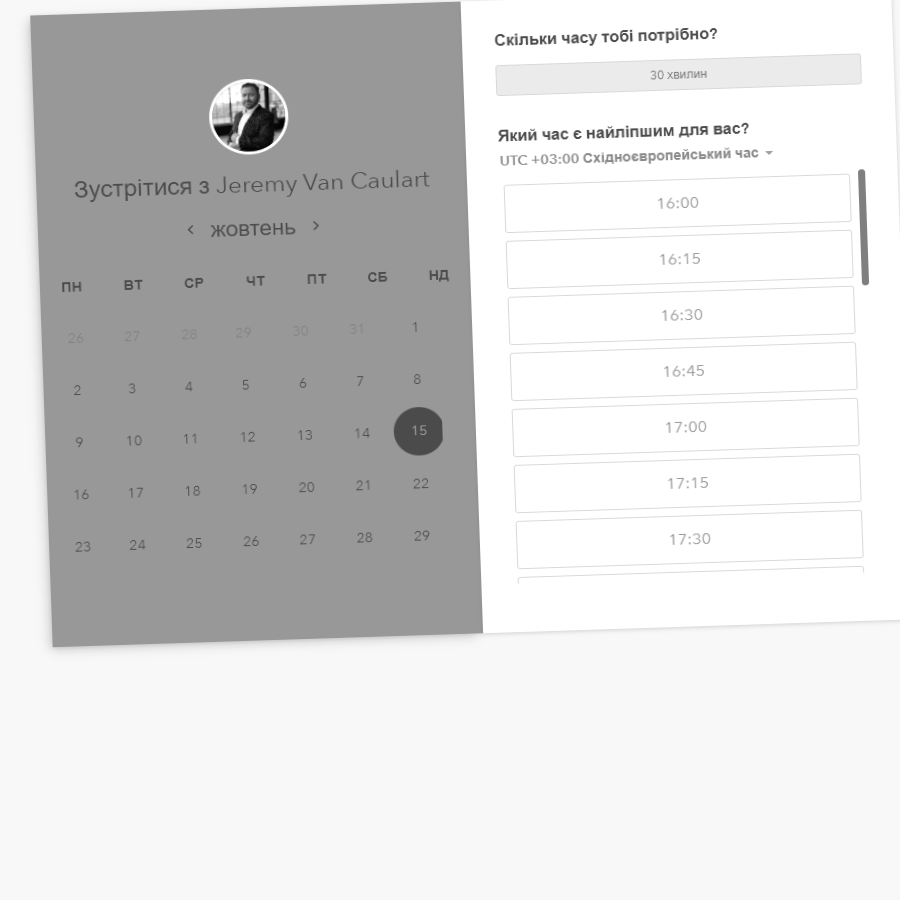 Зустрітися з Jeremy Van Caulart
< жовтень >
ПН ВТ СР ЧТ ПТ СБ НД
26 27 28 29 30 31 1
2 3 4 5 6 7 8
9 10 11 12 13 14 15
16 17 18 19 20 21 22
23 24 25 26 27 28 29
Скільки часу тобі потрібно?
30 хвилин
Який час є найліпшим для вас?
UTC +03:00 Східноєвропейський час
16:00
16:15
16:30
16:45
17:00
17:15
17:30